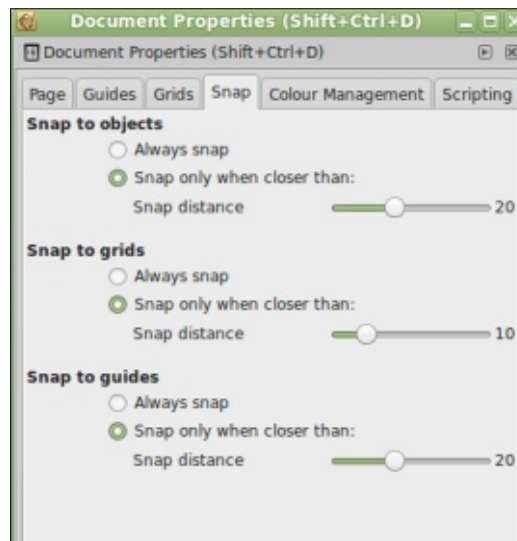 Document Properties (Shift+Ctrl+D)
Document Properties (Shift+Ctrl+D)
Page Guides Grids Snap Colour Management Scripting
Snap to objects
Always snap
Snap only when closer than:
Snap distance 20
Snap to grids
Always snap
Snap only when closer than:
Snap distance 10
Snap to guides
Always snap
Snap only when closer than:
Snap distance 20